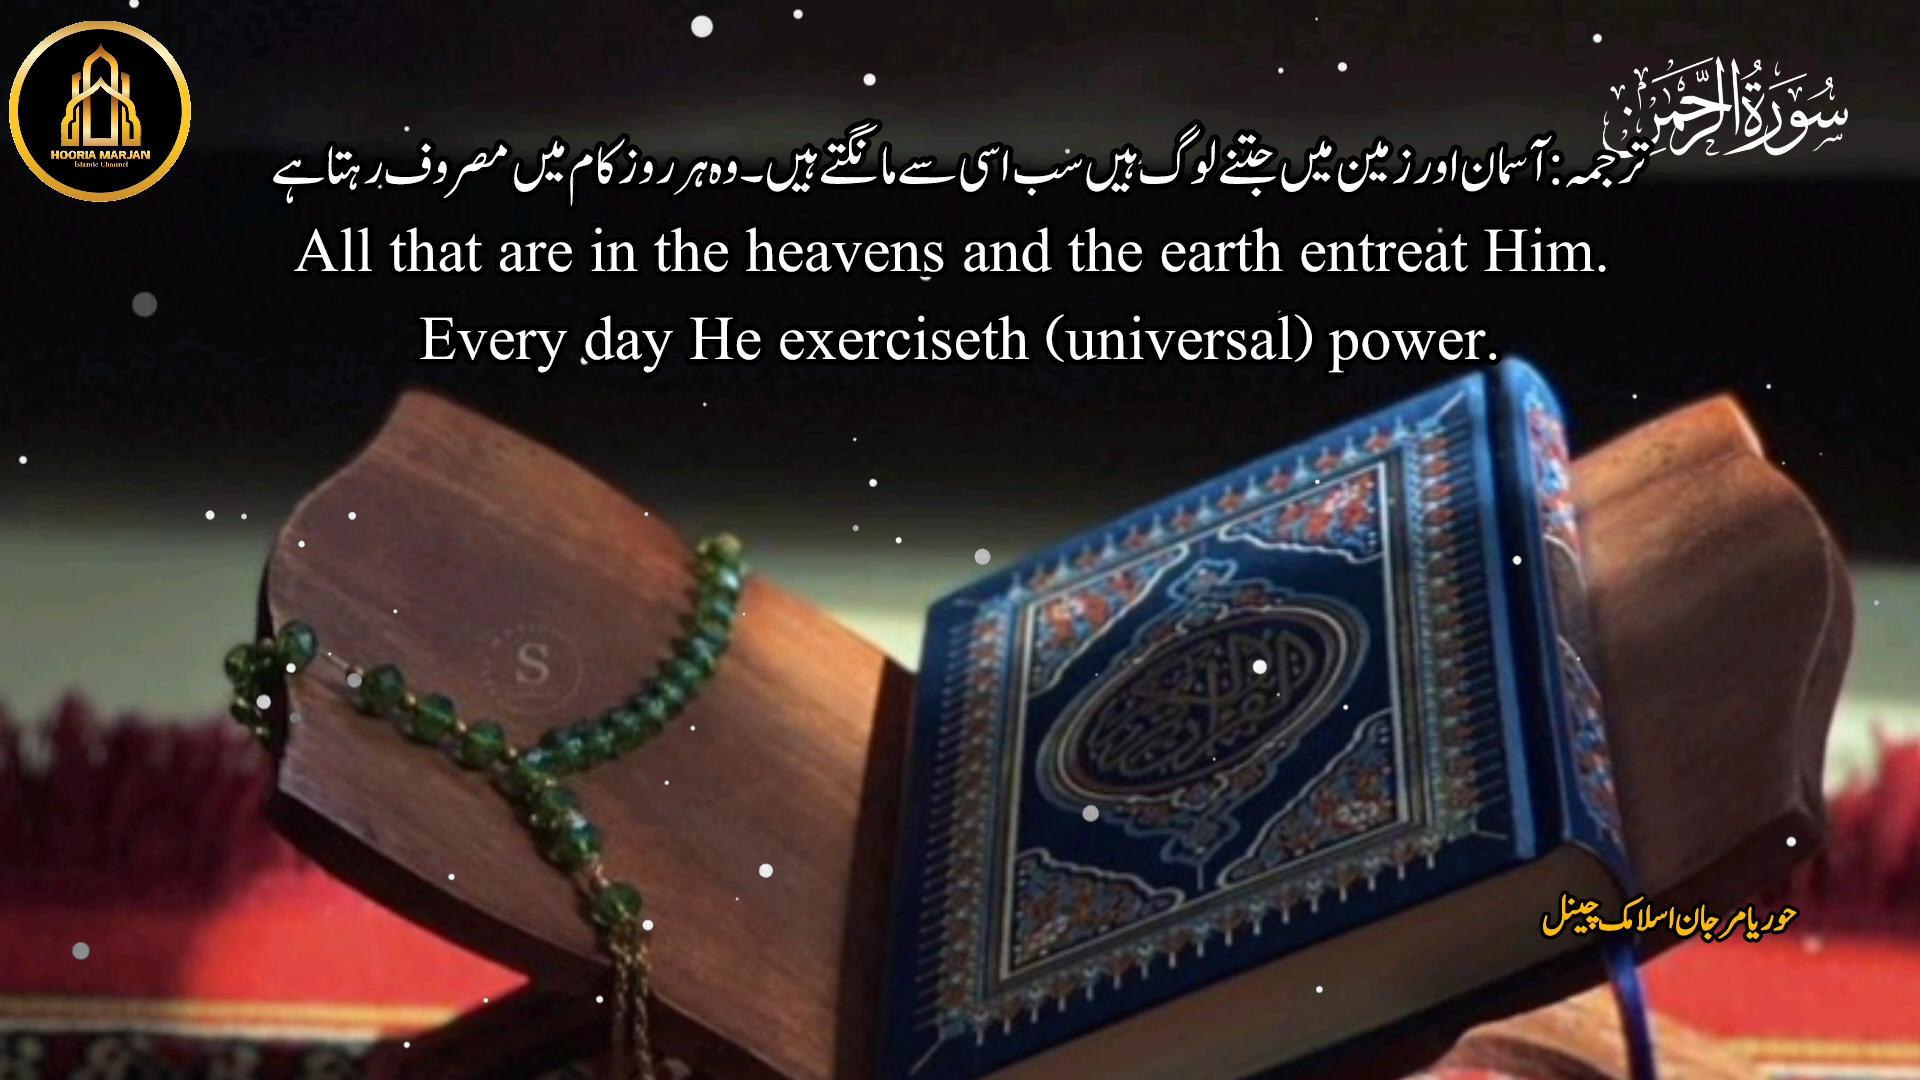 HOORIA MARJAN
Islamic Channel
سُورَةُ الرَّحْمٰن
ترجمہ: آسمان اور زمین میں جتنے لوگ ہیں سب اسی سے مانگتے ہیں۔ وہ ہر روز کام میں مصروف رہتا ہے
All that are in the heavens and the earth entreat Him.
Every day He exerciseth (universal) power.
S
حوریا مرجان اسلامک چینل